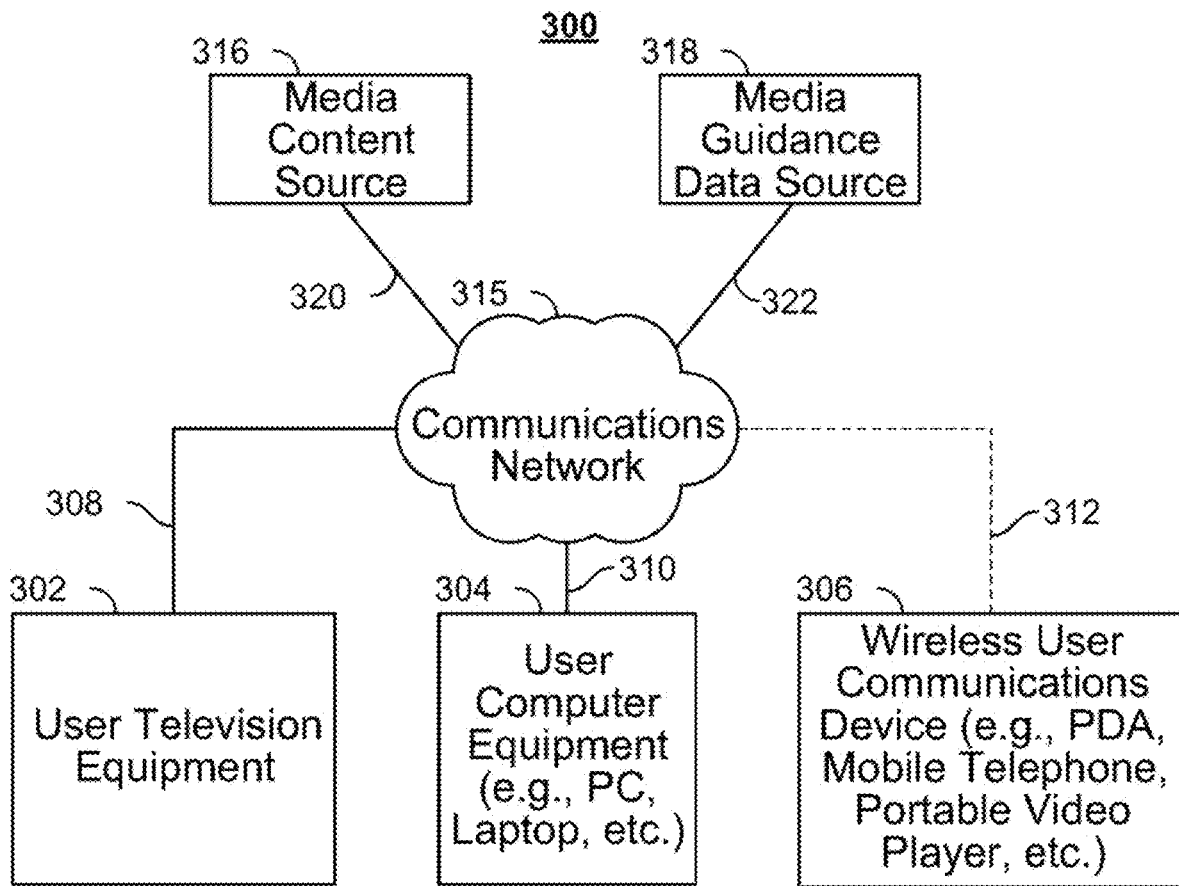 300
316
Media
Content
Source
318
Media
Guidance
Data Source
320
315
322
Communications
Network
308
310
312
302
User Television
Equipment
304
User
Computer
Equipment
(e.g., PC,
Laptop, etc.)
306
Wireless User
Communications
Device (e.g., PDA,
Mobile Telephone,
Portable Video
Player, etc.)